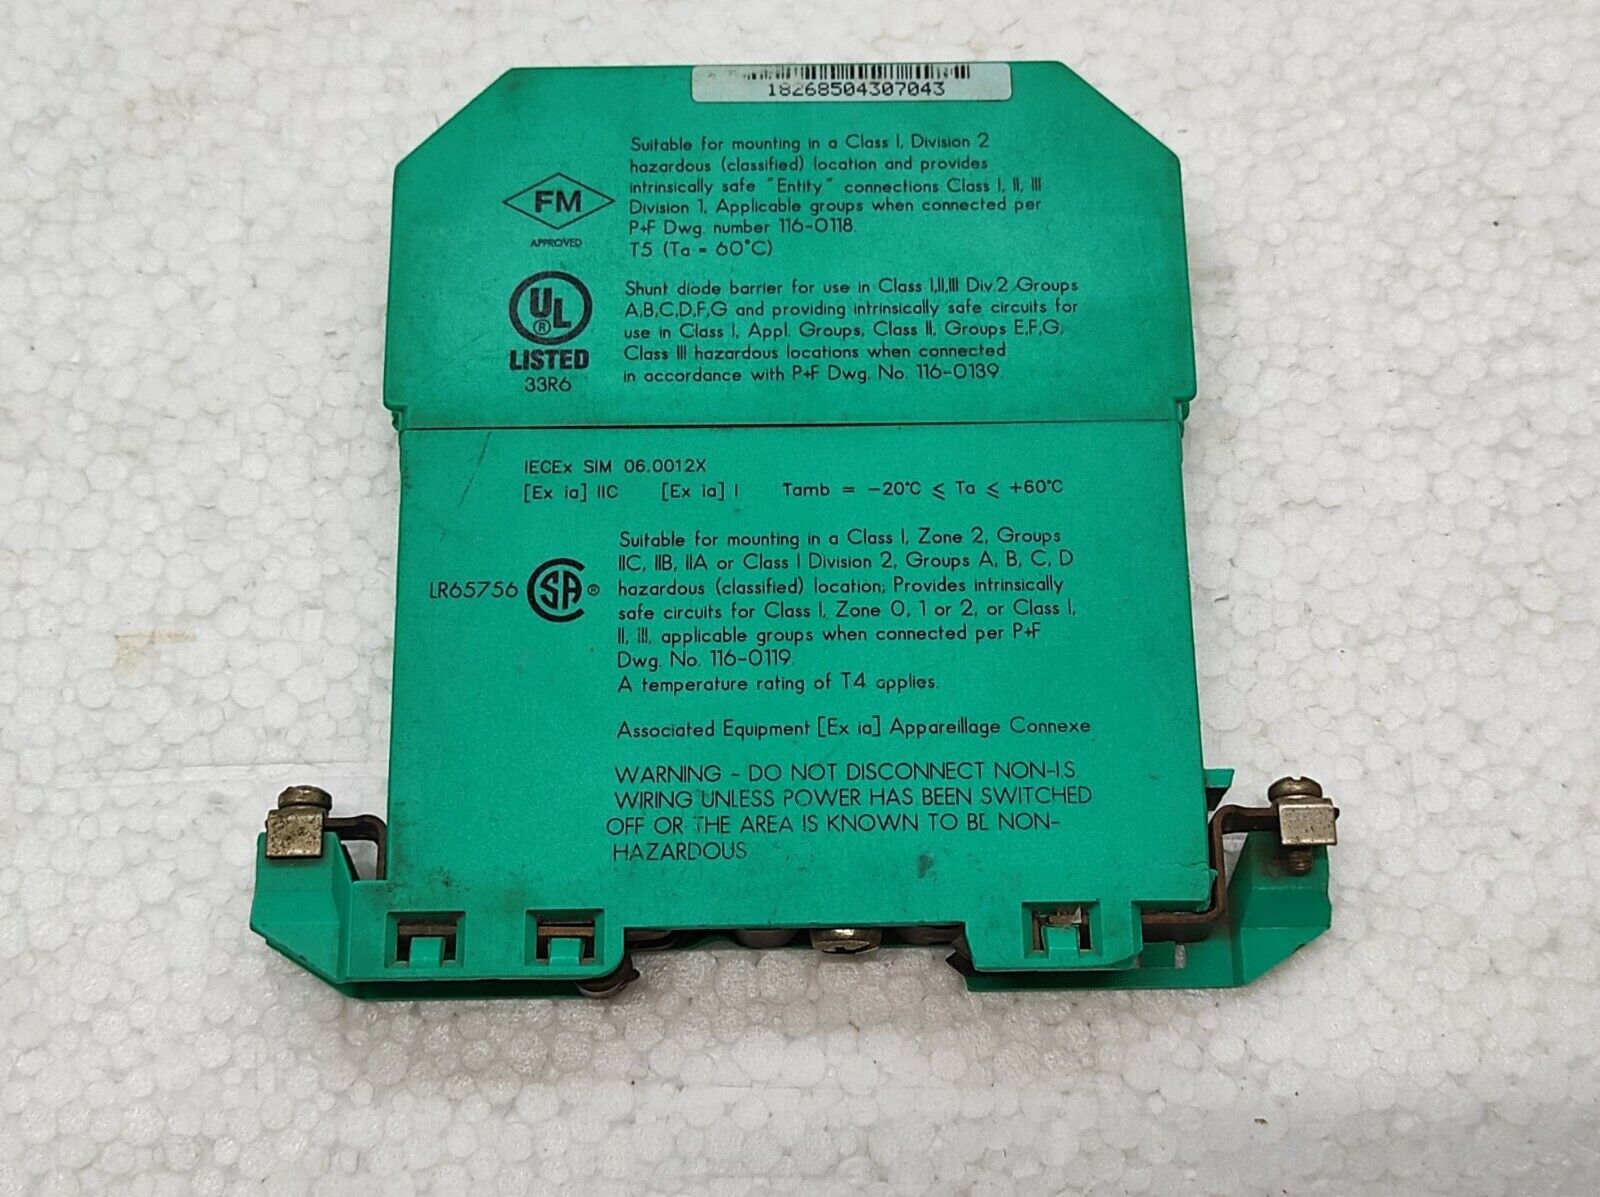 18268504307043
Suitable for mounting in a Class I, Division 2
hazardous (classified) location and provides
intrinsically safe "Entity" connections Class I, II, III
Division 1, Applicable groups when connected per
P+F Dwg. number 116-0118.
T5 (Ta = 60°C)
FM
APPROVED
Shunt diode barrier for use in Class I,II,III Div.2 Groups
A,B,C,D,F,G and providing intrinsically safe circuits for
use in Class I, Appl. Groups, Class II, Groups E,F,G,
Class III hazardous locations when connected
in accordance with P+F Dwg. No. 116-0139.
UL ®
LISTED
33R6
IECEx SIM 06.0012X
[Ex ia] IIC [Ex ia] I Tamb = -20°C ≤ Ta ≤ +60°C
Suitable for mounting in a Class I, Zone 2, Groups
IIC, IIB, IIA or Class I Division 2, Groups A, B, C, D
hazardous (classified) location; Provides intrinsically
safe circuits for Class I, Zone 0, 1 or 2, or Class I,
II, III, applicable groups when connected per P+F
Dwg. No. 116-0119.
A temperature rating of T4 applies.
LR65756 SA ®
Associated Equipment [Ex ia] Appareillage Connexe
WARNING - DO NOT DISCONNECT NON-I.S.
WIRING UNLESS POWER HAS BEEN SWITCHED
OFF OR THE AREA IS KNOWN TO BE NON-
HAZARDOUS